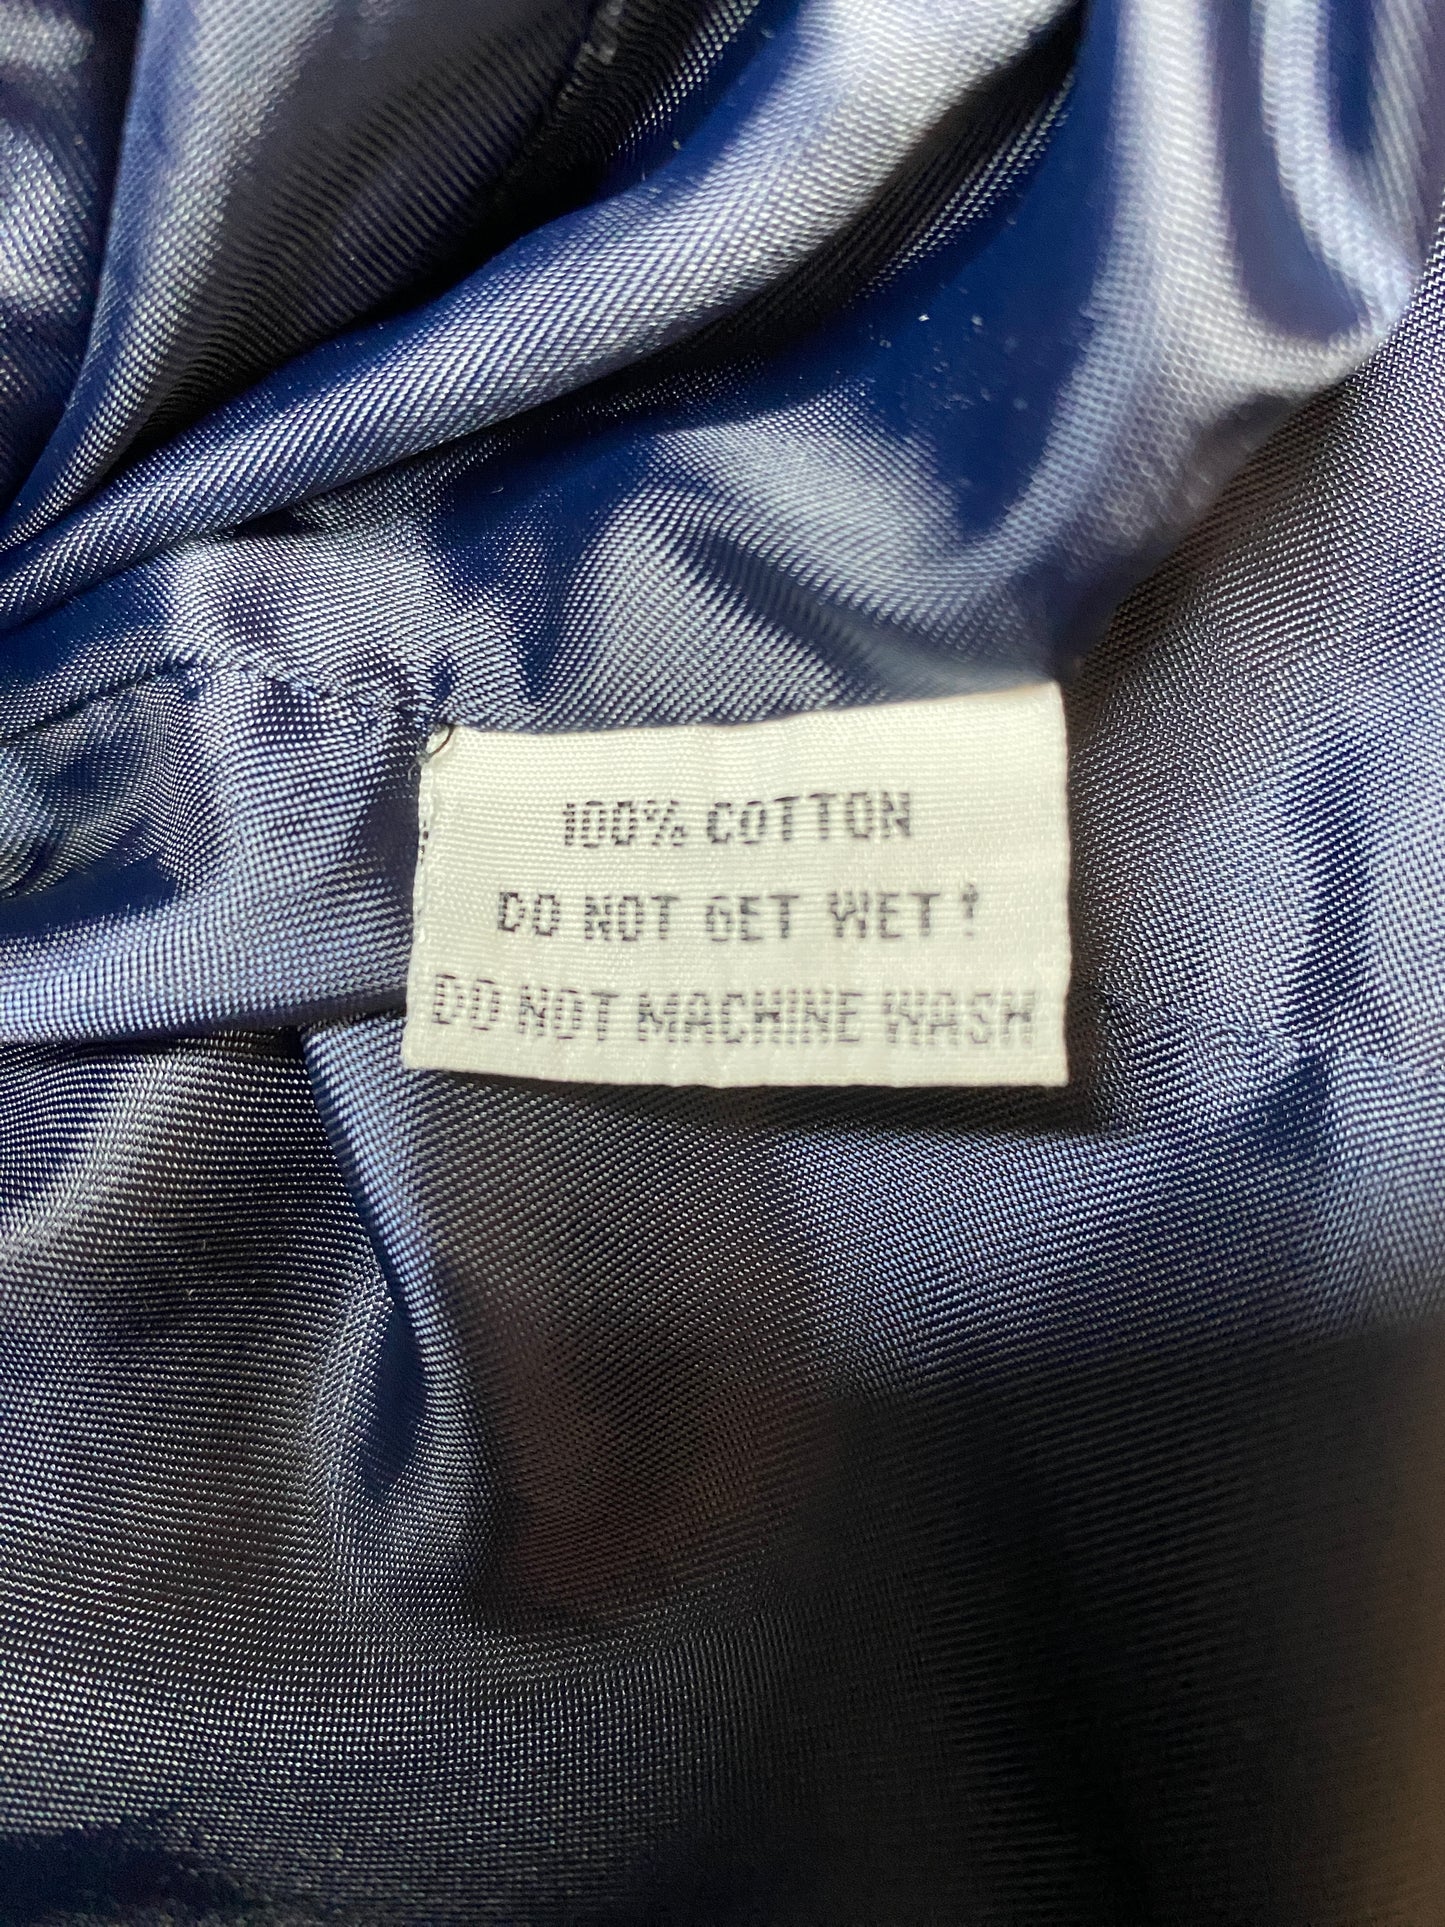 100% COTTON
DO NOT GET WET!
DO NOT MACHINE WASH